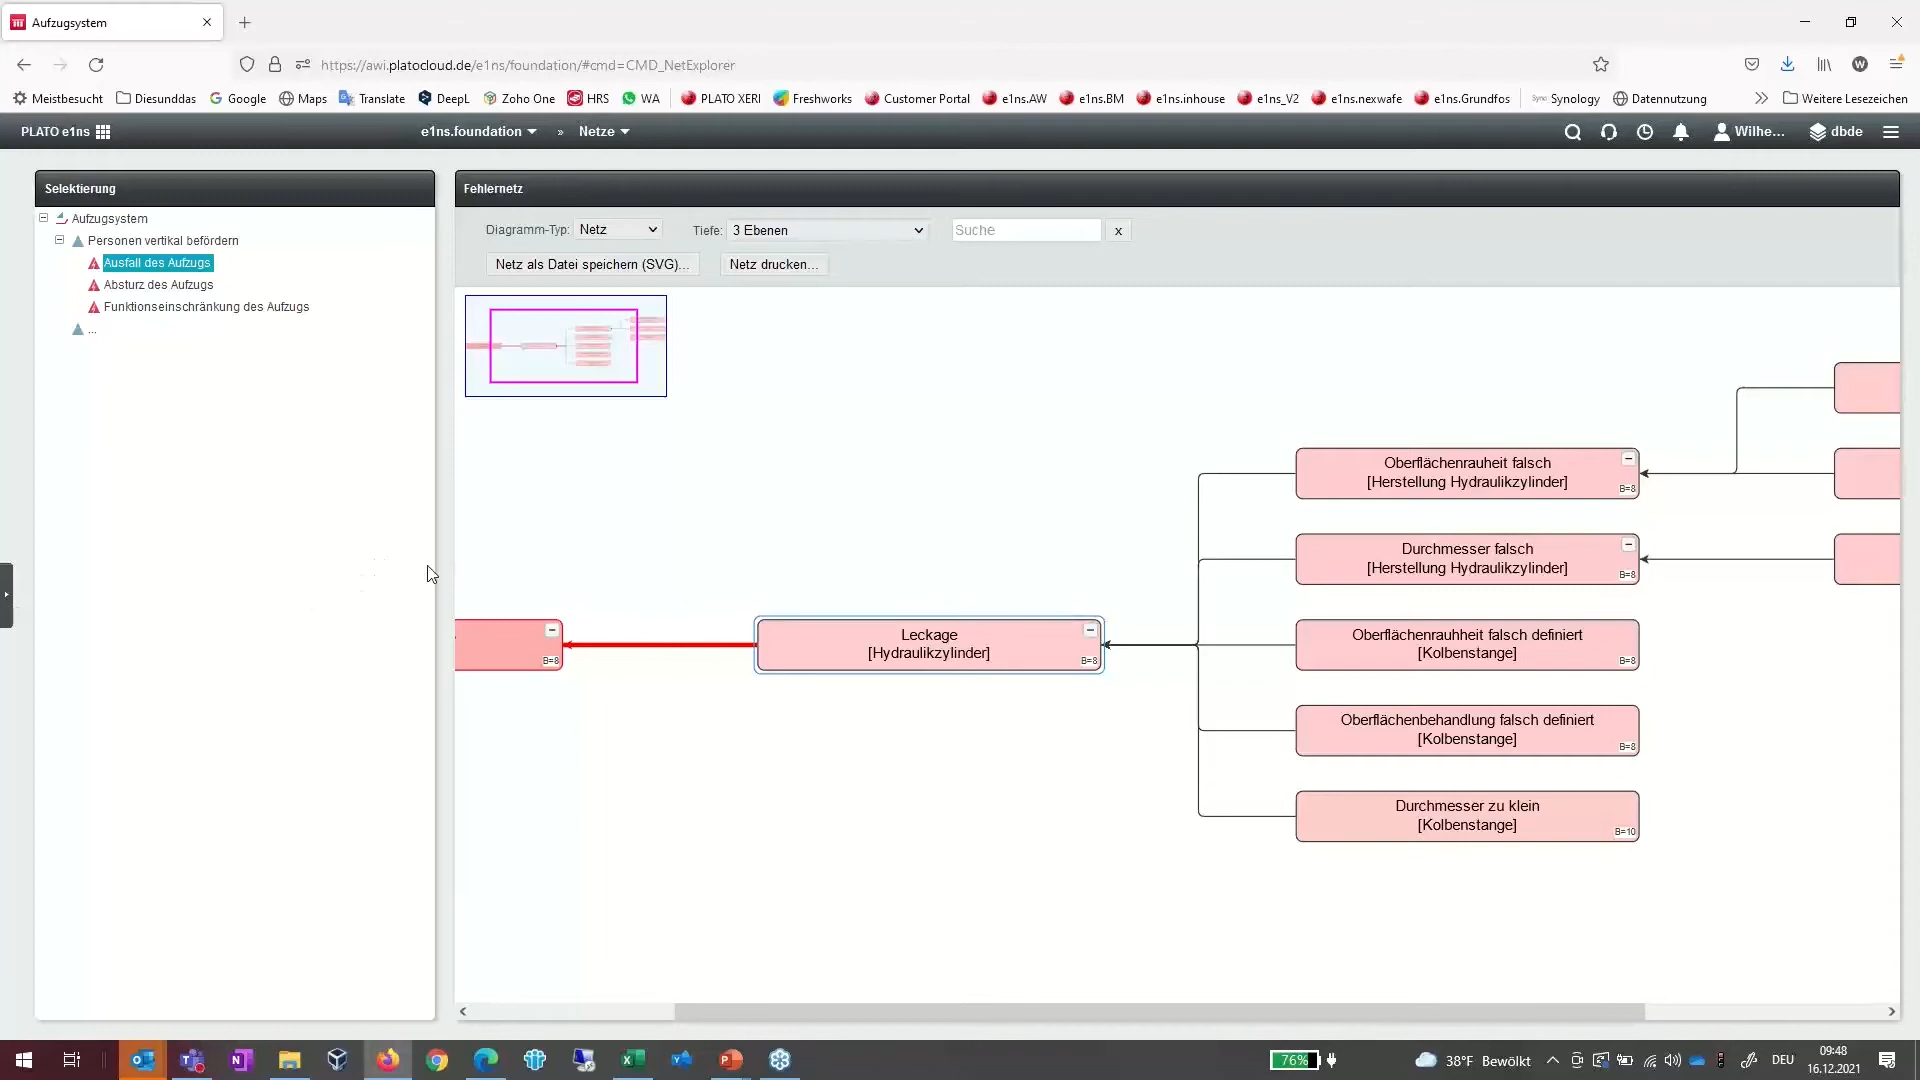 Aufzugsystem
https://awi.platocloud.de/e1ns/foundation/#cmd=CMD_NetExplorer
W
Meistbesucht
Diesunddas
Google
Maps
Translate
DeepL
Zoho One
HRS
WA
PLATO XERI
Freshworks
Customer Portal
e1ns.AW
e1ns.BM
e1ns.inhouse
e1ns_V2
e1ns.nexwafe
e1ns.Grundfos
Synology
Datennutzung
Weitere Lesezeichen
PLATO e1ns
e1ns.foundation
»
Netze
Wilhe...
dbde
Selektierung
Aufzugsystem
Personen vertikal befördern
Ausfall des Aufzugs
Absturz des Aufzugs
Funktionseinschränkung des Aufzugs
...
Fehlernetz
Diagramm-Typ:
Netz
Tiefe:
3 Ebenen
Suche
x
Netz als Datei speichern (SVG)...
Netz drucken...
Oberflächenrauheit falsch
[Herstellung Hydraulikzylinder]
B=8
Durchmesser falsch
[Herstellung Hydraulikzylinder]
B=8
B=8
Leckage
[Hydraulikzylinder]
B=8
Oberflächenrauhheit falsch definiert
[Kolbenstange]
B=8
Oberflächenbehandlung falsch definiert
[Kolbenstange]
B=8
Durchmesser zu klein
[Kolbenstange]
B=10
76%
38°F Bewölkt
DEU
09:48
16.12.2021